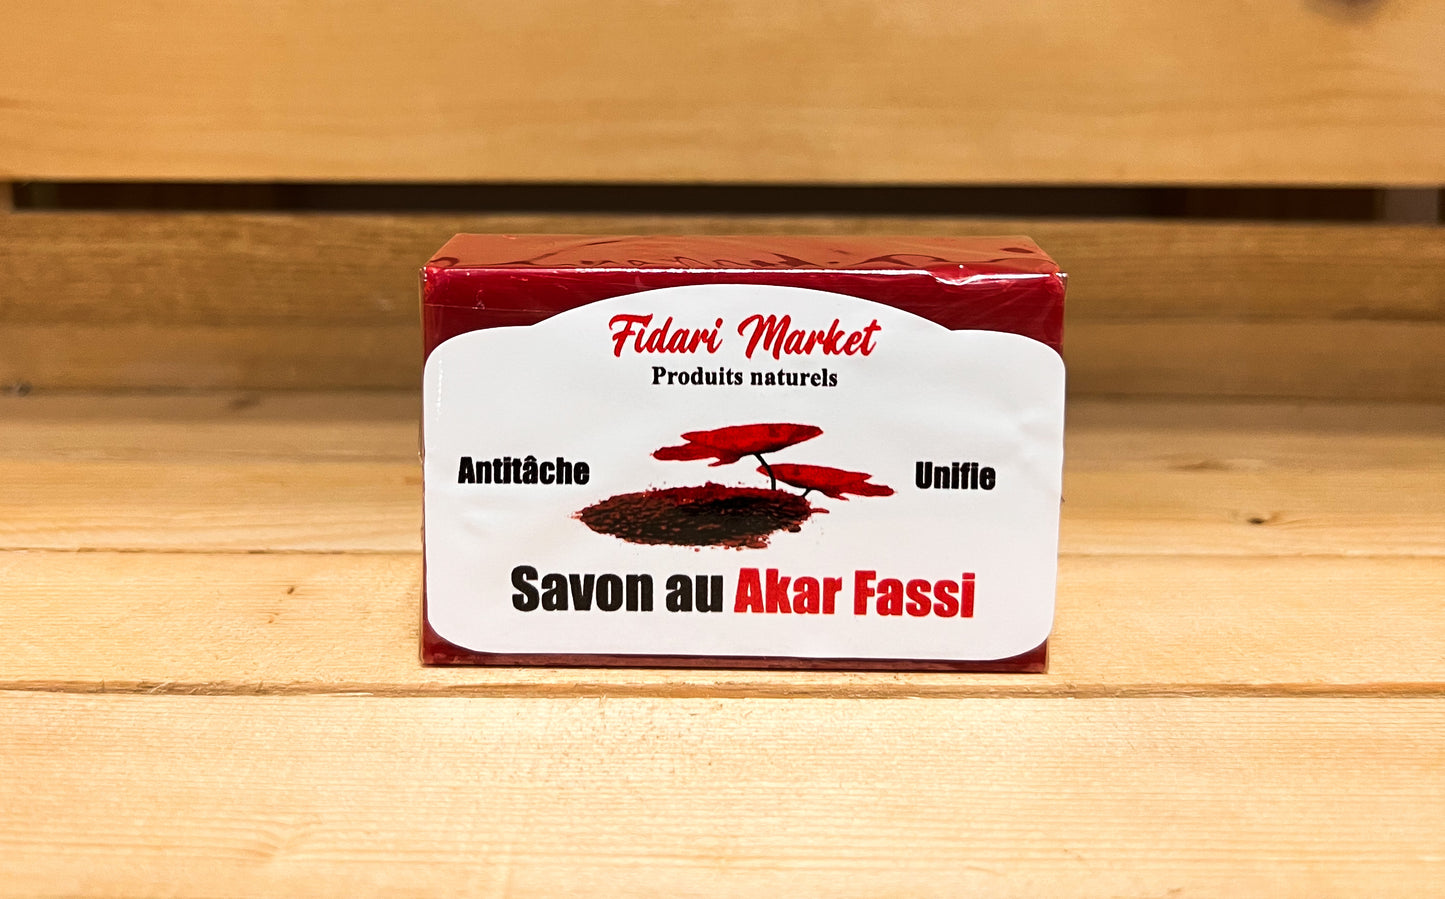 Fidari Market
Produits naturels
Antitâche
Unifie
Savon au Akar Fassi